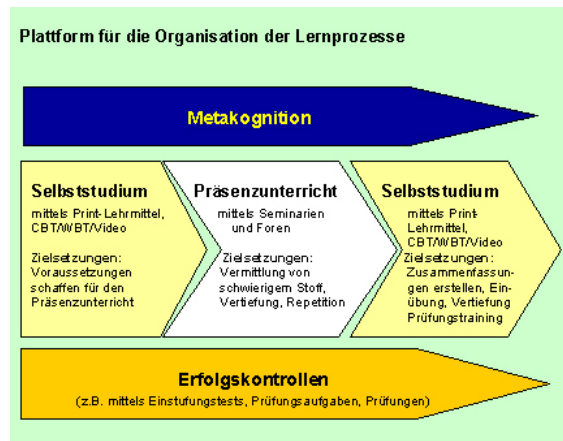 Plattform für die Organisation der Lernprozesse
Metakognition
Selbststudium
mittels Print-Lehrmittel,
CBT/WBT/Video
Zielsetzungen:
Voraussetzungen
schaffen für den
Präsenzunterricht
Präsenzunterricht
mittels Seminarien
und Foren
Zielsetzungen:
Vermittlung von
schwierigem Stoff,
Vertiefung, Repetition
Selbststudium
mittels Print-
Lehrmittel,
CBT/WBT/Video
Zielsetzungen:
Zusammenfassun-
gen erstellen, Ein-
übung, Vertiefung
Prüfungstraining
Erfolgskontrollen
(z.B. mittels Einstufungstests, Prüfungsaufgaben, Prüfungen)